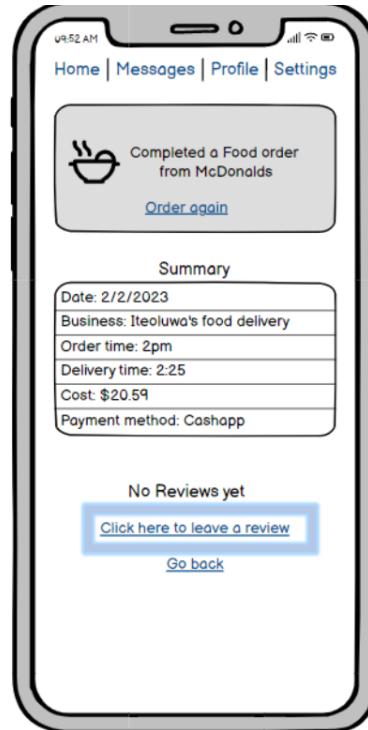 09:52 AM
Home | Messages | Profile | Settings
Completed a Food order
from McDonalds
Order again
Summary
Date: 2/2/2023
Business: Iteoluwa's food delivery
Order time: 2pm
Delivery time: 2:25
Cost: $20.59
Payment method: Cashapp
No Reviews yet
Click here to leave a review
Go back